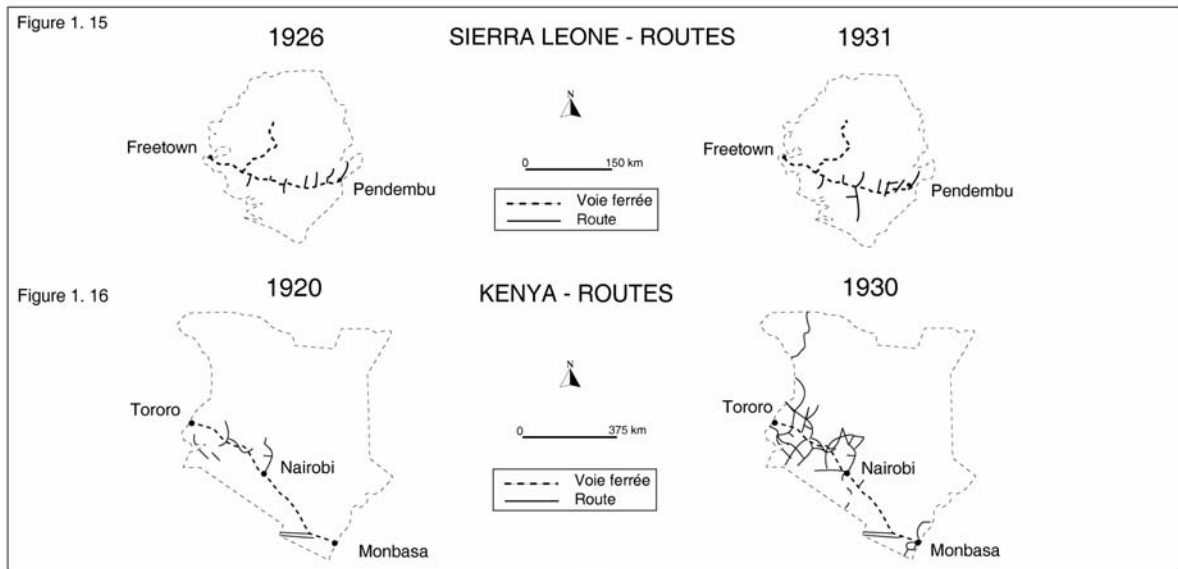 Figure 1. 15
1926 SIERRA LEONE - ROUTES 1931
N
Freetown
Pendembu
0 150 km
Voie ferrée
Route
Freetown
Pendembu
Figure 1. 16
1920 KENYA - ROUTES 1930
N
Tororo
Nairobi
Monbasa
0 375 km
Voie ferrée
Route
Tororo
Nairobi
Monbasa